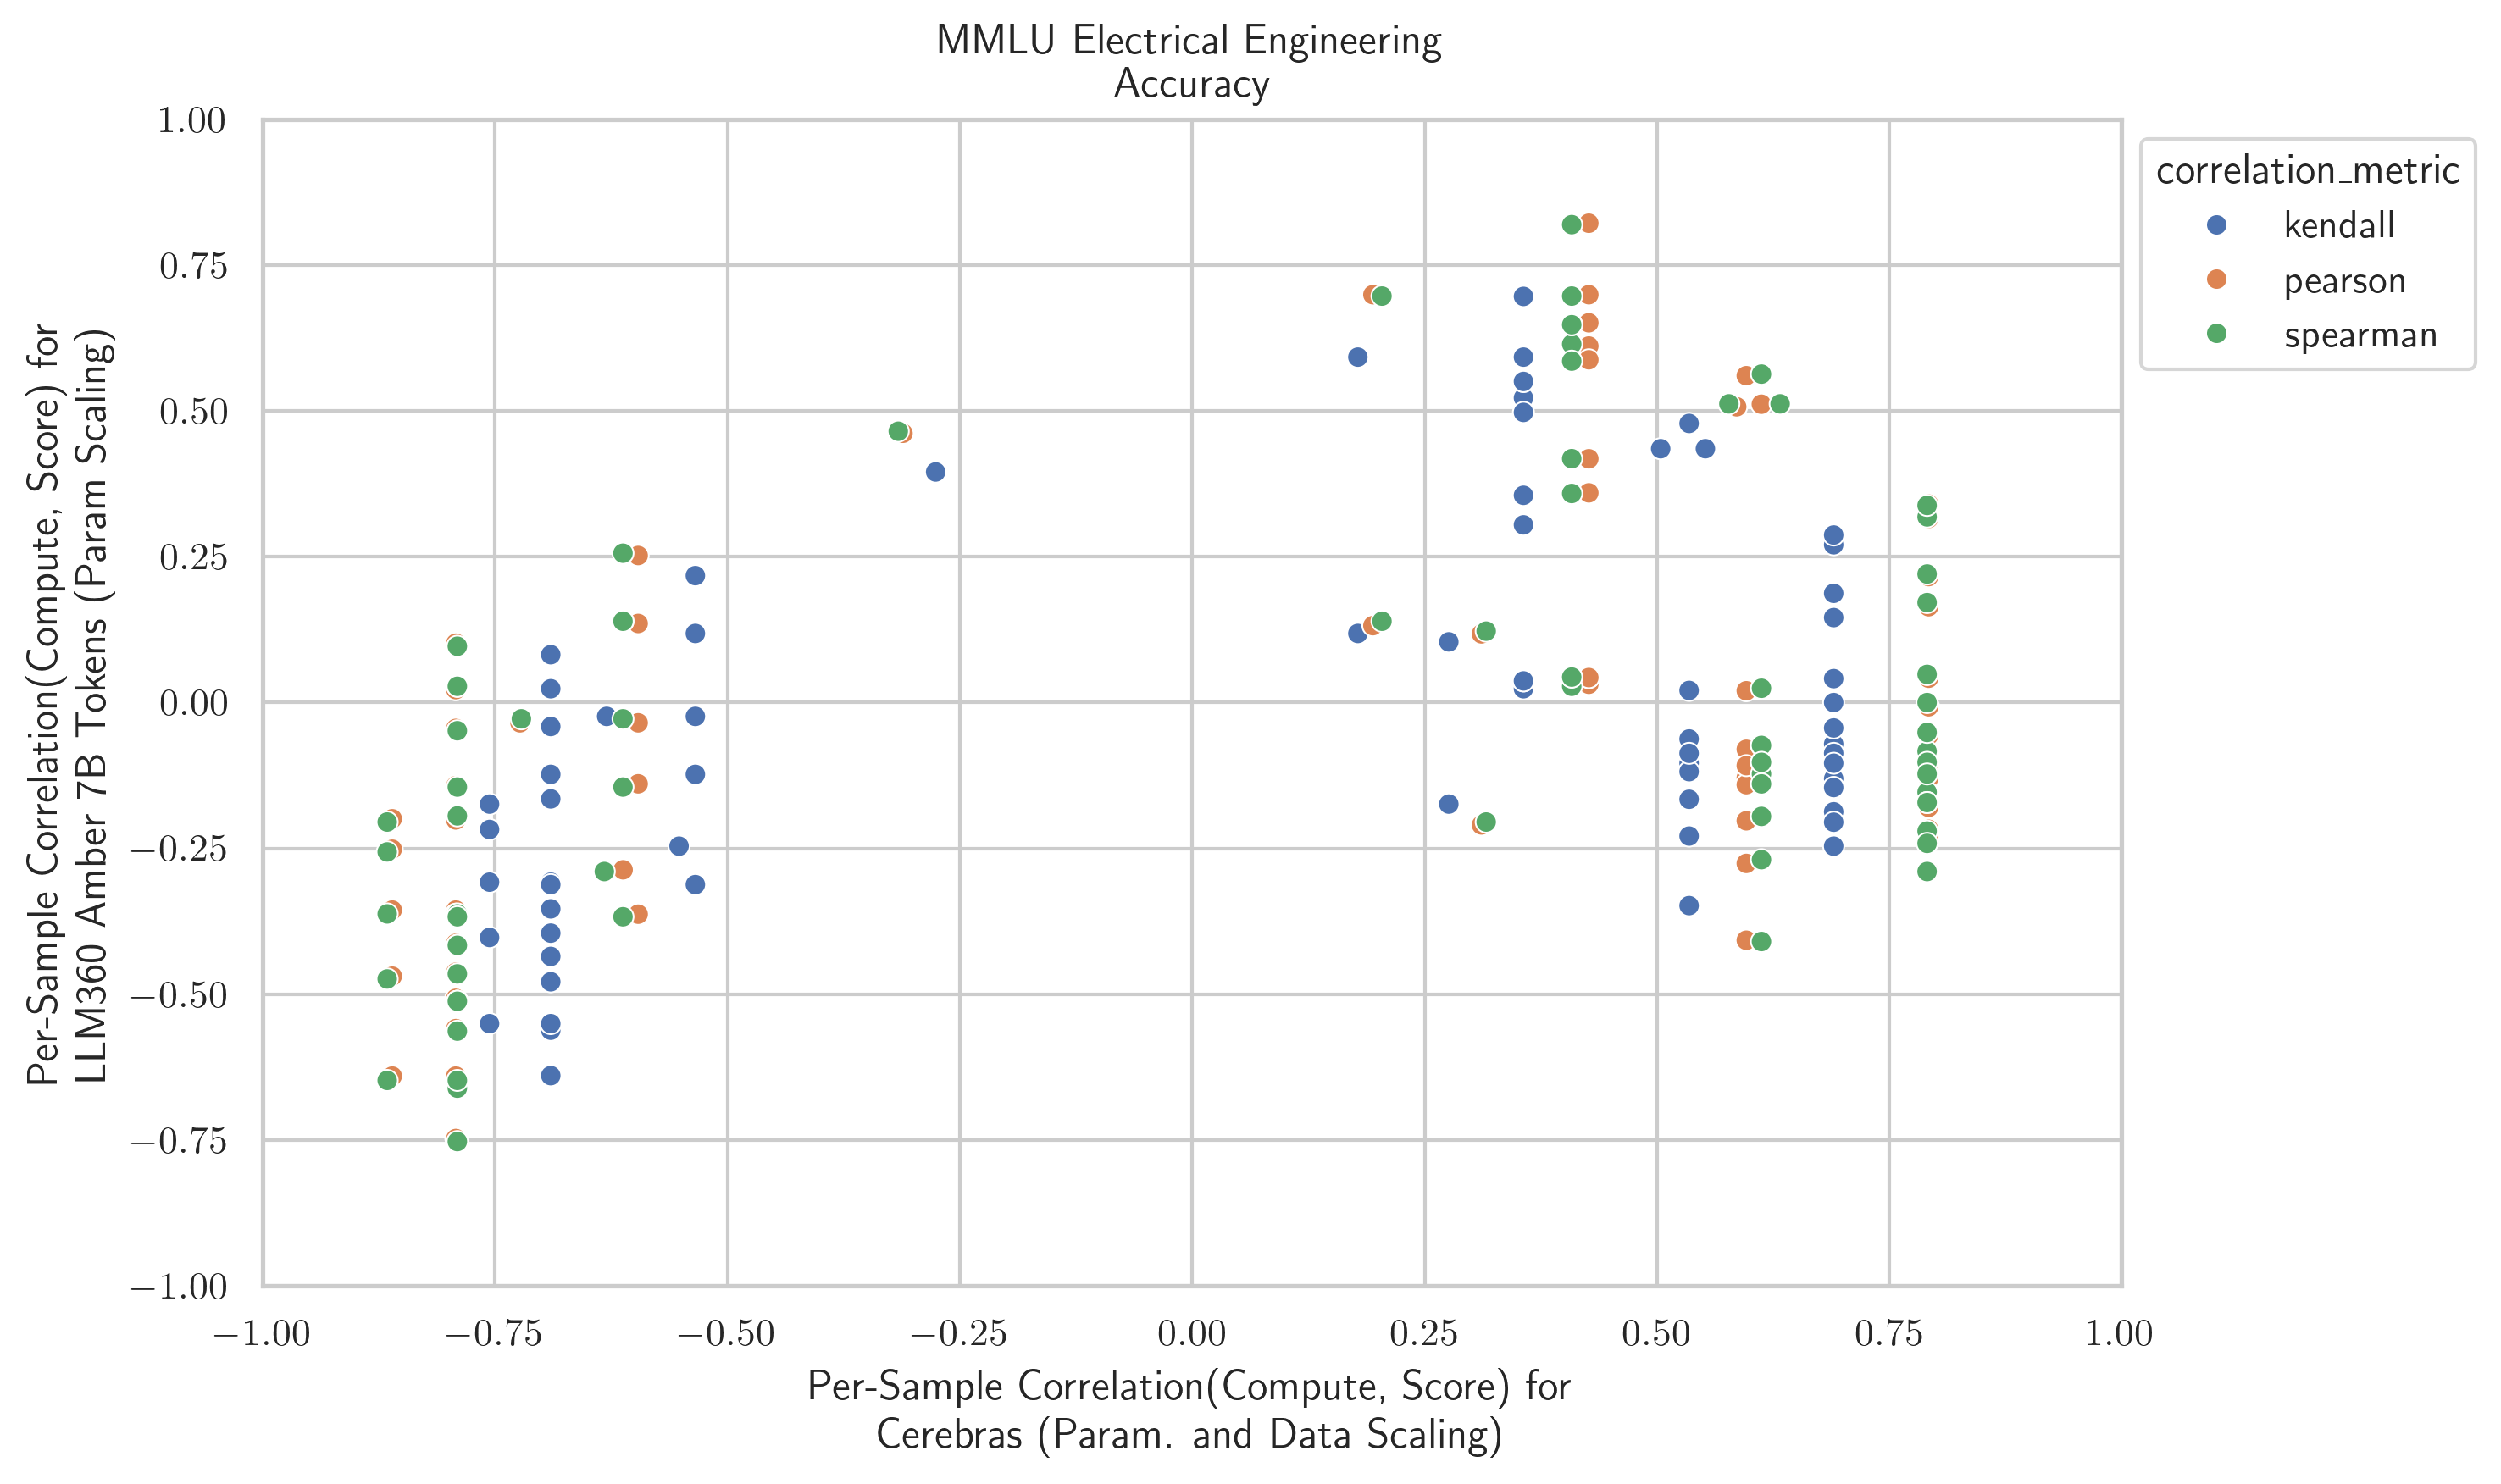 MMLU Electrical Engineering
Accuracy
Per-Sample Correlation(Compute, Score) for
LLM360 Amber 7B Tokens (Param Scaling)
1.00
0.75
0.50
0.25
0.00
−0.25
−0.50
−0.75
−1.00
−1.00 −0.75 −0.50 −0.25 0.00 0.25 0.50 0.75 1.00
Per-Sample Correlation(Compute, Score) for
Cerebras (Param. and Data Scaling)
correlation_metric
kendall
pearson
spearman